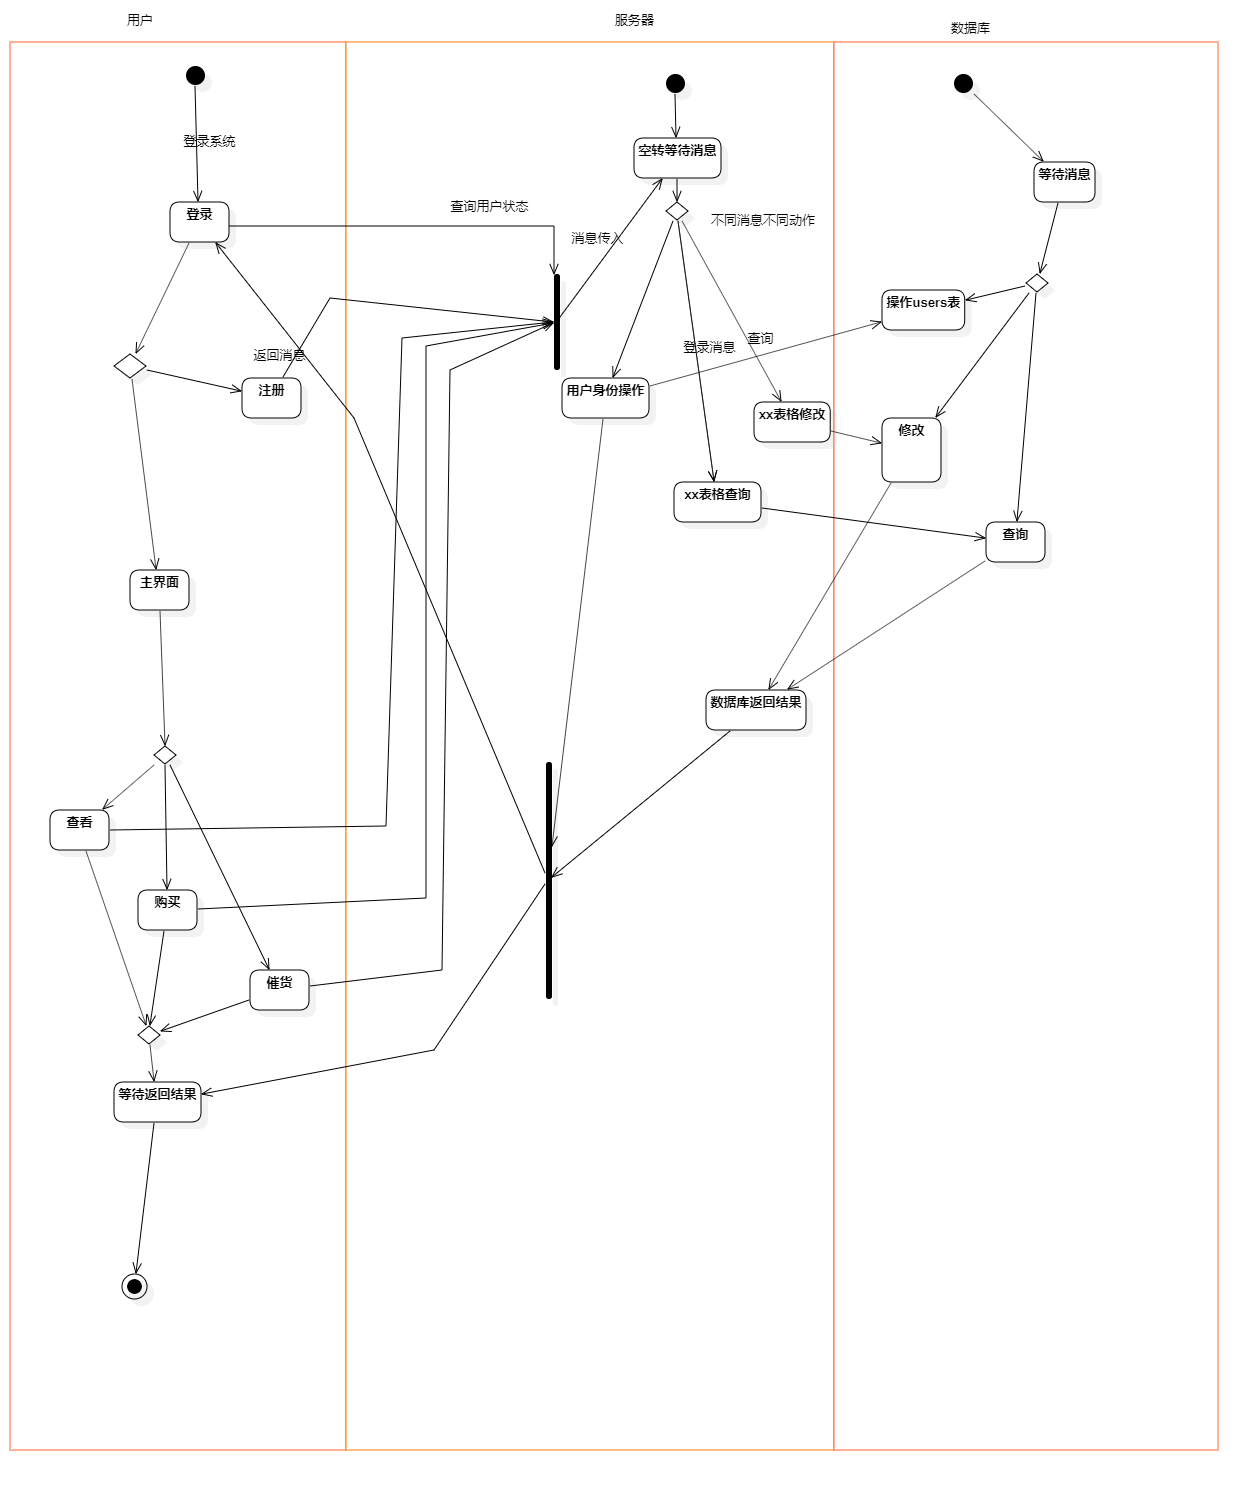 用户
服务器
数据库
登录系统
空转等待消息
等待消息
登录
查询用户状态
不同消息不同动作
消息传入
操作users表
登录消息
查询
返回消息
注册
用户身份操作
xx表格修改
修改
xx表格查询
查询
主界面
数据库返回结果
查看
购买
催货
等待返回结果